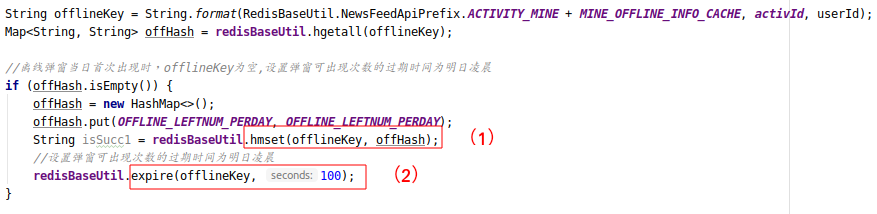 String offlineKey = String.format(RedisBaseUtil.NewsFeedApiPrefix.ACTIVITY_MINE + MINE_OFFLINE_INFO_CACHE, activId, userId);
Map<String, String> offHash = redisBaseUtil.hgetall(offlineKey);
//离线弹窗当日首次出现时，offlineKey为空,设置弹窗可出现次数的过期时间为明日凌晨
if (offHash.isEmpty()) {
offHash = new HashMap<>();
offHash.put(OFFLINE_LEFTNUM_PERDAY, OFFLINE_LEFTNUM_PERDAY);
String isSucc1 = redisBaseUtil.hmset(offlineKey, offHash); (1)
//设置弹窗可出现次数的过期时间为明日凌晨
redisBaseUtil.expire(offlineKey, seconds: 100); (2)
}